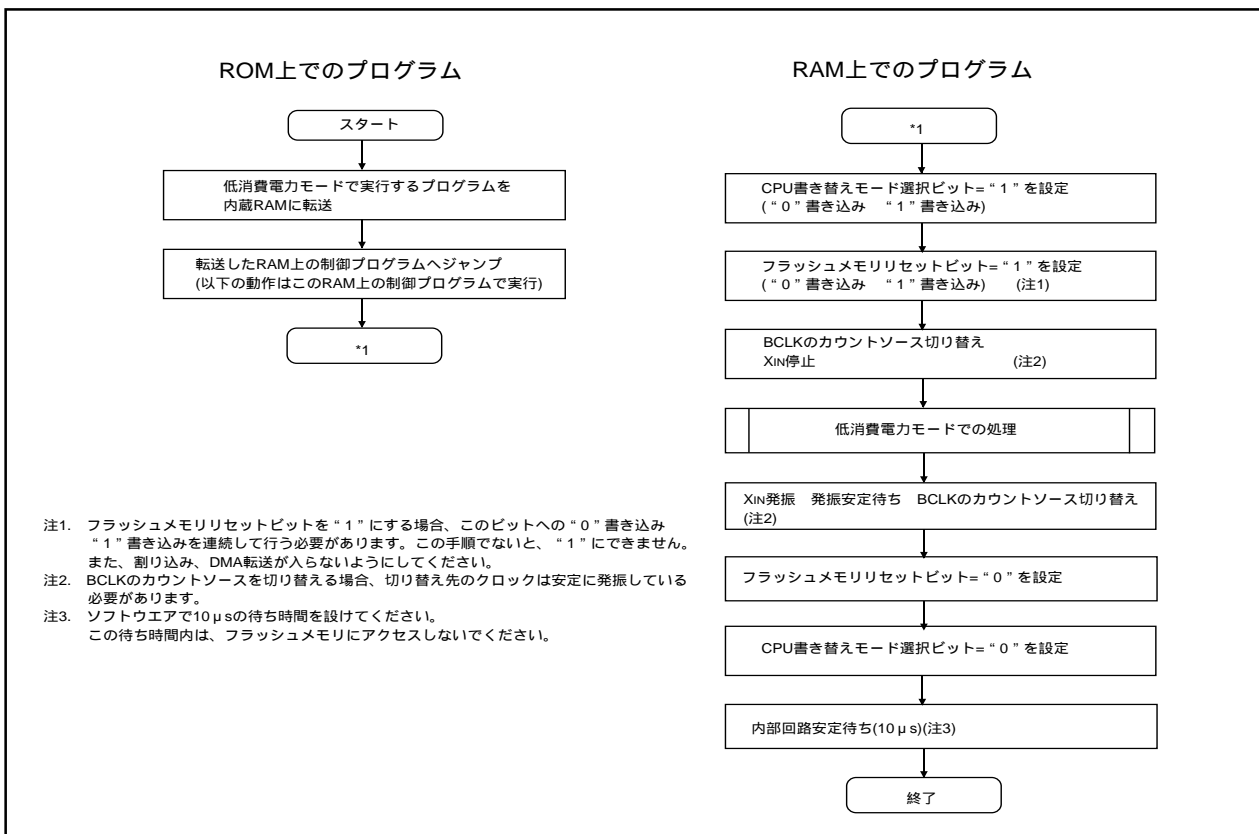 ROM上でのプログラム
スタート
低消費電力モードで実行するプログラムを
内蔵RAMに転送
転送したRAM上の制御プログラムへジャンプ
(以下の動作はこのRAM上の制御プログラムで実行)
*1
注1. フラッシュメモリリセットビットを“1”にする場合、このビットへの“0”書き込み
“1”書き込みを連続して行う必要があります。この手順でないと、“1”にできません。
また、割り込み、DMA転送が入らないようにしてください。
注2. BCLKのカウントソースを切り替える場合、切り替え先のクロックは安定に発振している
必要があります。
注3. ソフトウエアで10μsの待ち時間を設けてください。
この待ち時間内は、フラッシュメモリにアクセスしないでください。
RAM上でのプログラム
*1
CPU書き替えモード選択ビット=“1”を設定
(“0”書き込み “1”書き込み)
フラッシュメモリリセットビット=“1”を設定
(“0”書き込み “1”書き込み) (注1)
BCLKのカウントソース切り替え
XIN停止 (注2)
低消費電力モードでの処理
XIN発振 発振安定待ち BCLKのカウントソース切り替え
(注2)
フラッシュメモリリセットビット=“0”を設定
CPU書き替えモード選択ビット=“0”を設定
内部回路安定待ち(10μs)(注3)
終了